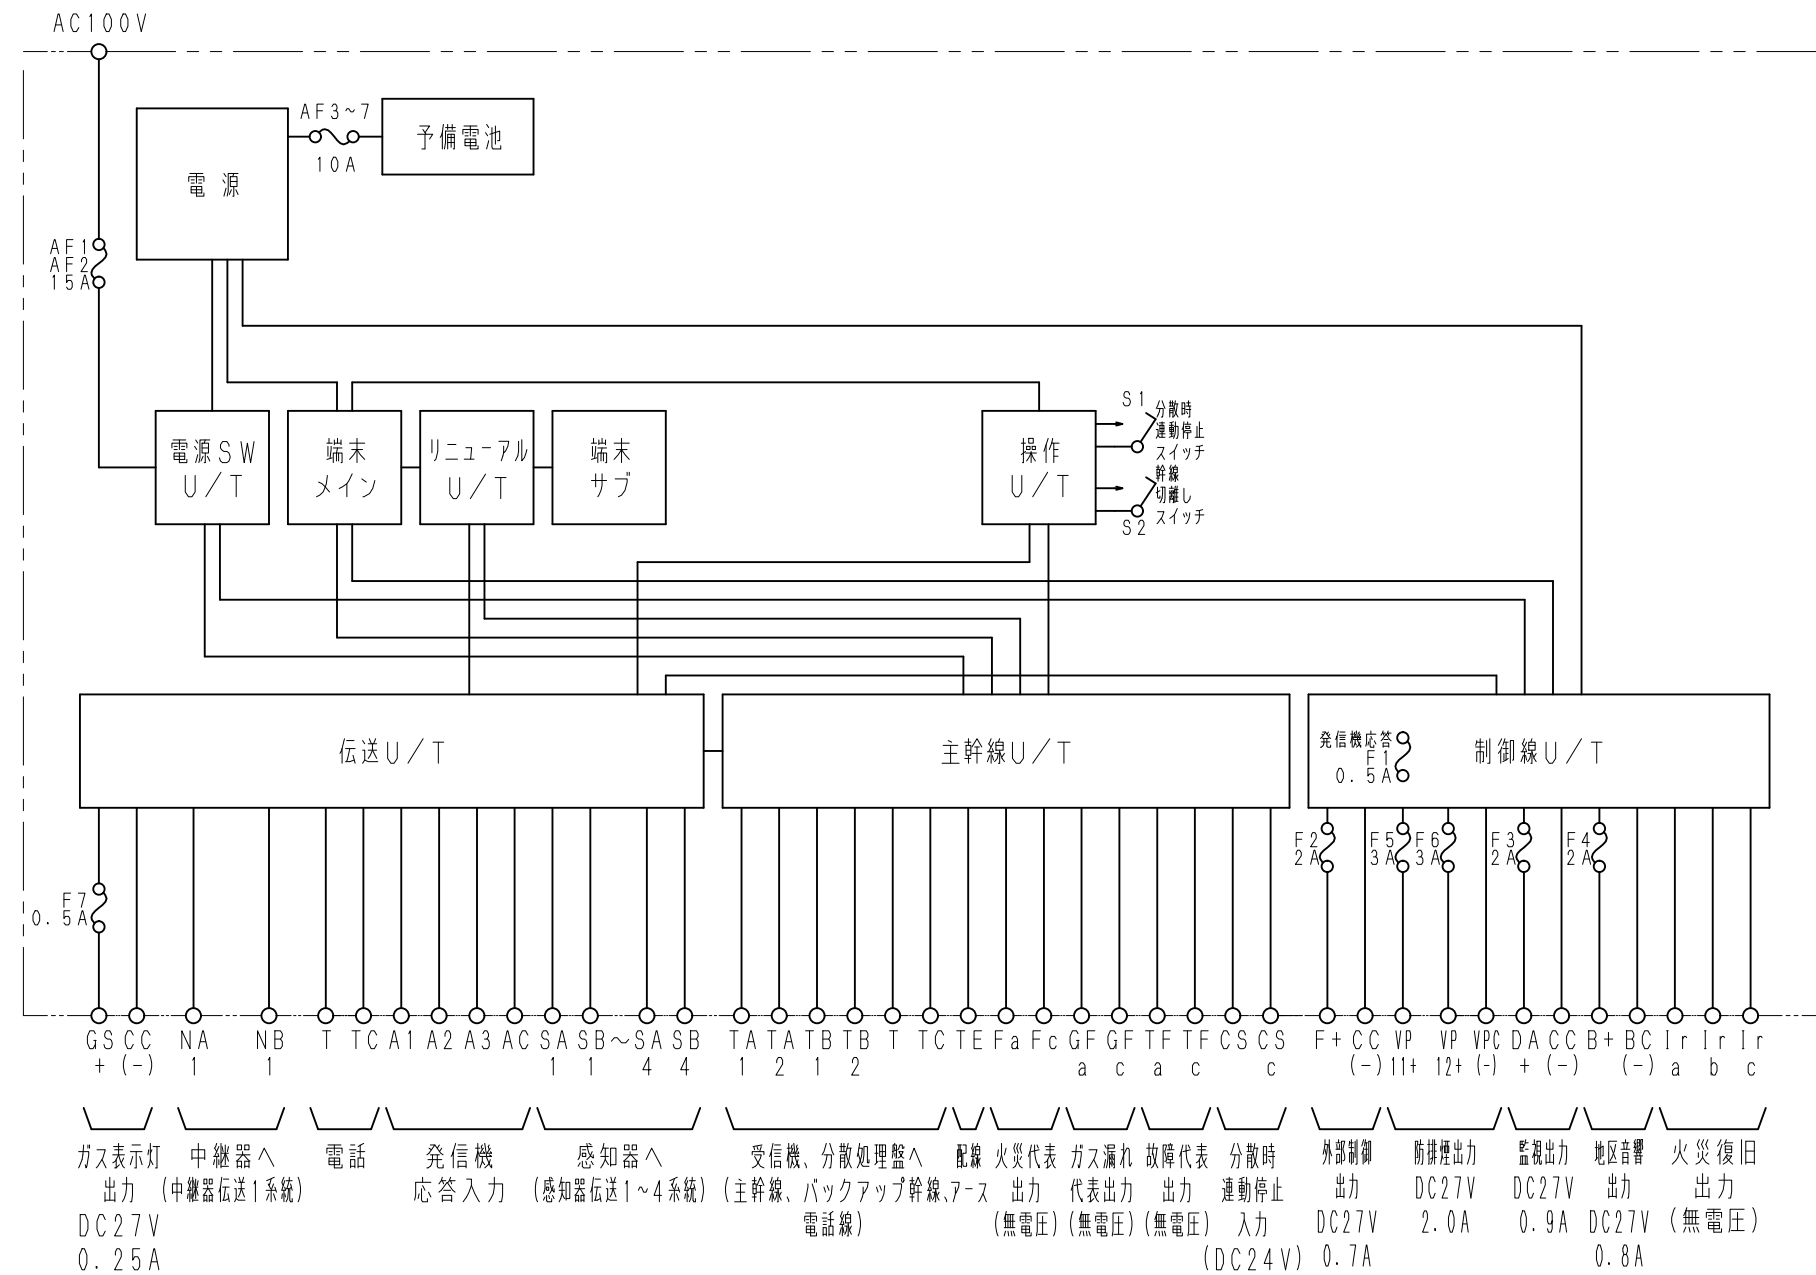 AC100V
AF3~7
10A
予備電池
電源
AF1
AF2
15A
電源SW
U/T
端末
メイン
リニューアル
U/T
端末
サブ
操作
U/T
S1
分散時
連動停止
スイッチ
幹線
切離し
スイッチ
S2
伝送U/T
主幹線U/T
発信機応答
F1
0.5A
制御線U/T
F2
2A
F5
3A
F6
3A
F3
2A
F4
2A
F7
0.5A
GS
+
CC
(-)
NA
1
NB
1
T
TC
A1
A2
A3
AC
SA
1
SB
1
~
SA
4
SB
4
TA
1
TA
2
TB
1
TB
2
T
TC
TE
Fa
Fc
GF
a
GF
c
TF
a
TF
c
CS
CS
c
F+
CC
(-)
VP
11+
VP
12+
VPC
(-)
DA
+
CC
(-)
B+
BC
(-)
Ir
a
Ir
b
Ir
c
ガス表示灯
出力
DC27V
0.25A
中継器へ
(中継器伝送1系統)
電話
発信機
応答入力
感知器へ
(感知器伝送1~4系統)
受信機、分散処理盤へ
(主幹線、バックアップ幹線、
電話線)
配線
アース
火災代表
出力
(無電圧)
ガス漏れ
代表出力
(無電圧)
故障代表
出力
(無電圧)
分散時
連動停止
入力
(DC24V)
外部制御
出力
DC27V
0.7A
防排煙出力
DC27V
2.0A
監視出力
DC27V
0.9A
地区音響
出力
DC27V
0.8A
火災復旧
出力
(無電圧)